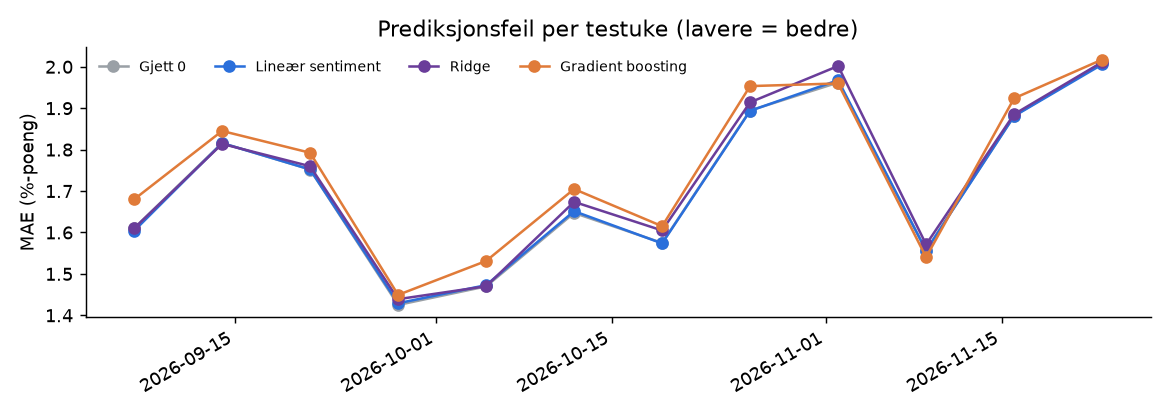 Prediksjonsfeil per testuke (lavere = bedre)
Gjett 0 Lineær sentiment Ridge Gradient boosting
MAE (%-poeng)
2.0
1.9
1.8
1.7
1.6
1.5
1.4
2026-09-15 2026-10-01 2026-10-15 2026-11-01 2026-11-15